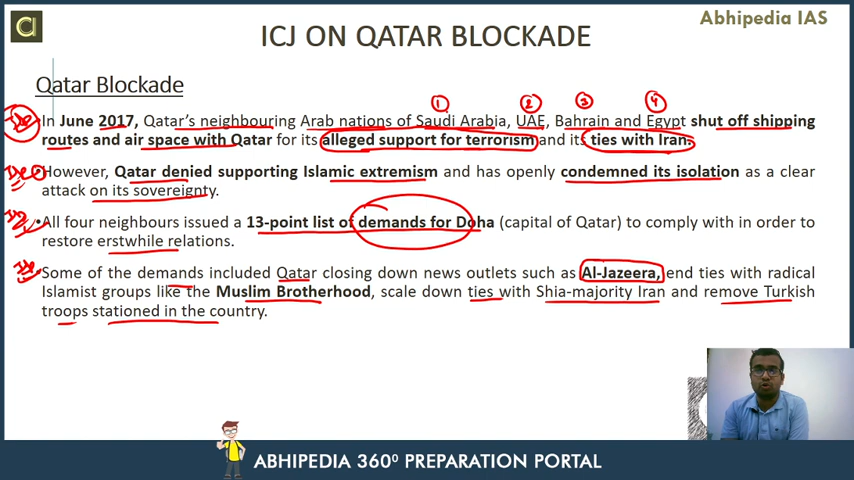 Abhipedia IAS
ICJ ON QATAR BLOCKADE
Qatar Blockade
1 2 3 4
In June 2017, Qatar's neighbouring Arab nations of Saudi Arabia, UAE, Bahrain and Egypt shut off shipping
routes and air space with Qatar for its alleged support for terrorism and its ties with Iran.
However, Qatar denied supporting Islamic extremism and has openly condemned its isolation as a clear
attack on its sovereignty.
•All four neighbours issued a 13-point list of demands for Doha (capital of Qatar) to comply with in order to
restore erstwhile relations.
Some of the demands included Qatar closing down news outlets such as Al-Jazeera, end ties with radical
Islamist groups like the Muslim Brotherhood, scale down ties with Shia-majority Iran and remove Turkish
troops stationed in the country.
ABHIPEDIA 360⁰ PREPARATION PORTAL